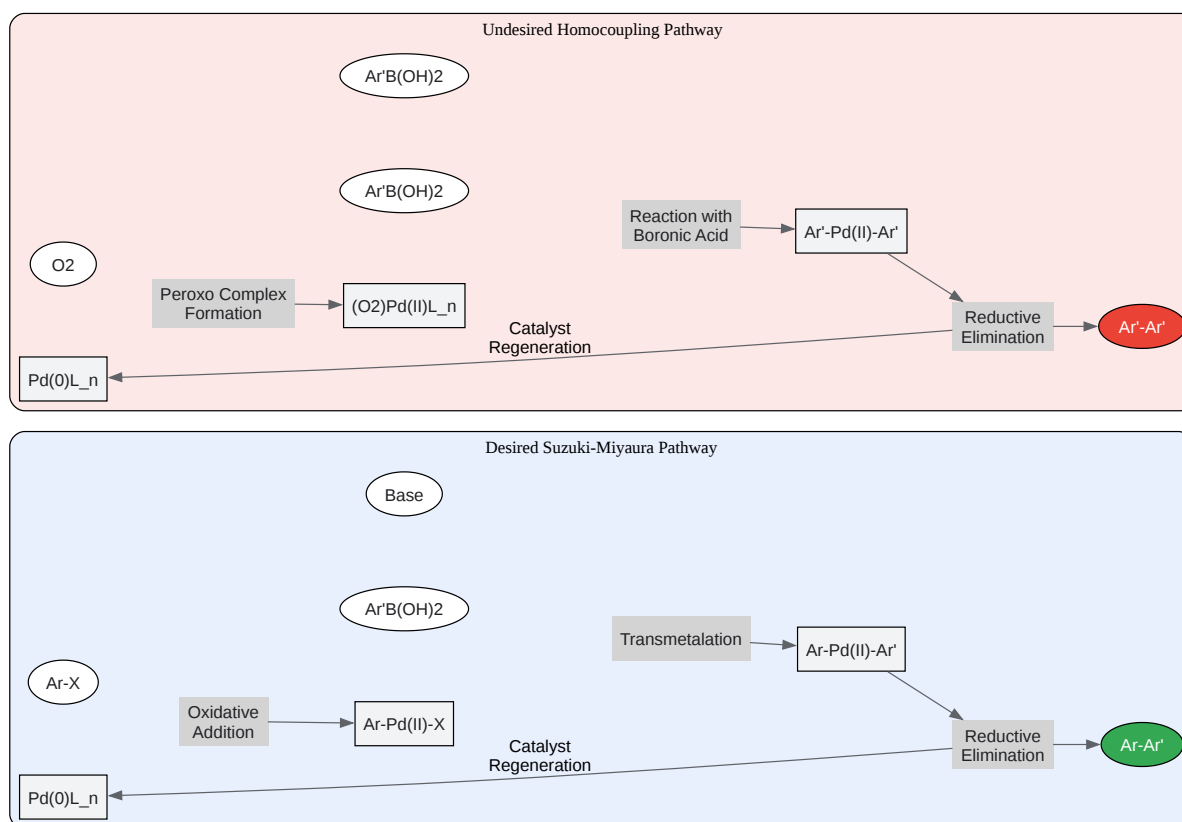 Undesired Homocoupling Pathway
Ar'B(OH)2
Ar'B(OH)2
Reaction with
Boronic Acid
Ar'-Pd(II)-Ar'
O2
Peroxo Complex
Formation
(O2)Pd(II)L_n
Reductive
Elimination
Ar'-Ar'
Catalyst
Regeneration
Pd(0)L_n
Desired Suzuki-Miyaura Pathway
Base
Ar'B(OH)2
Transmetalation
Ar-Pd(II)-Ar'
Ar-X
Oxidative
Addition
Ar-Pd(II)-X
Reductive
Elimination
Ar-Ar'
Catalyst
Regeneration
Pd(0)L_n